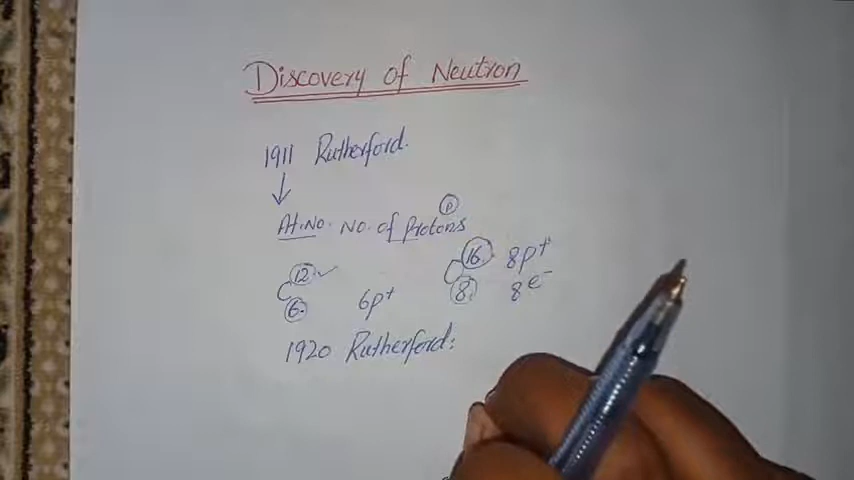 Discovery of Neutron
1911 Rutherford.
↓
At.No. No. of Protons (p)
C 12 6 ✓ 6p+ C 16 8 8p+ 8e-
1920 Rutherford: